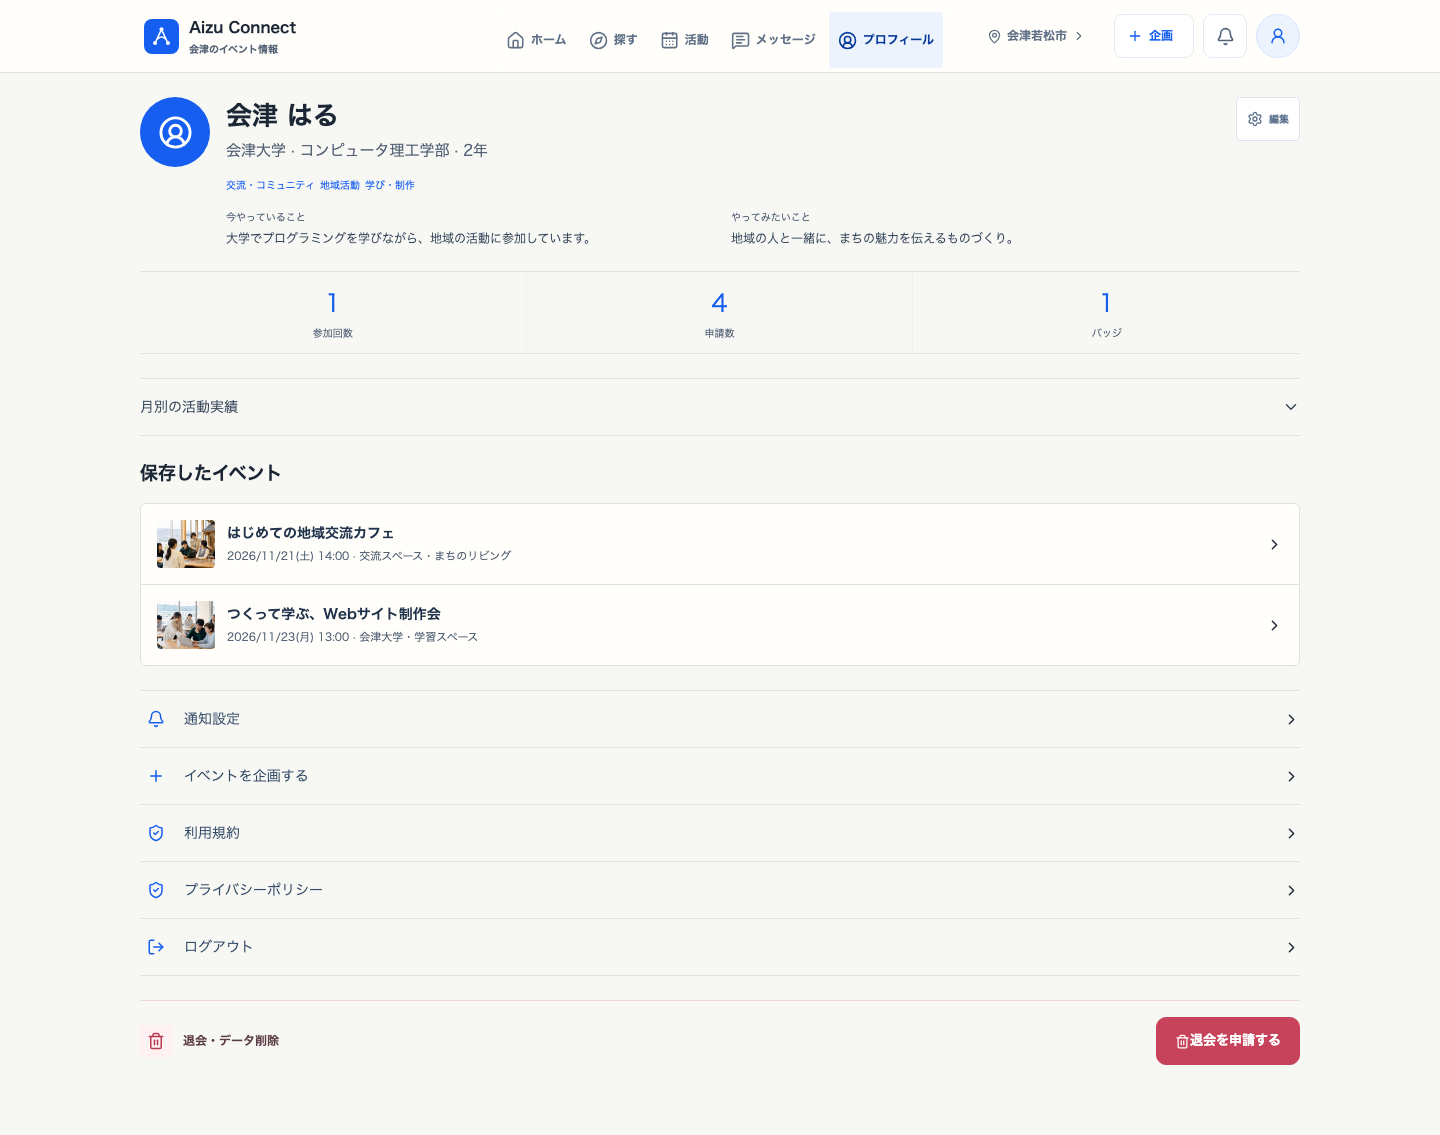 Aizu Connect
会津のイベント情報
ホーム
探す
活動
メッセージ
プロフィール
会津若松市
企画
会津 はる
編集
会津大学 · コンピュータ理工学部 · 2年
交流・コミュニティ 地域活動 学び・制作
今やっていること
大学でプログラミングを学びながら、地域の活動に参加しています。
やってみたいこと
地域の人と一緒に、まちの魅力を伝えるものづくり。
1
参加回数
4
申請数
1
バッジ
月別の活動実績
保存したイベント
はじめての地域交流カフェ
2026/11/21(土) 14:00 · 交流スペース・まちのリビング
つくって学ぶ、Webサイト制作会
2026/11/23(月) 13:00 · 会津大学・学習スペース
通知設定
イベントを企画する
利用規約
プライバシーポリシー
ログアウト
退会・データ削除
退会を申請する